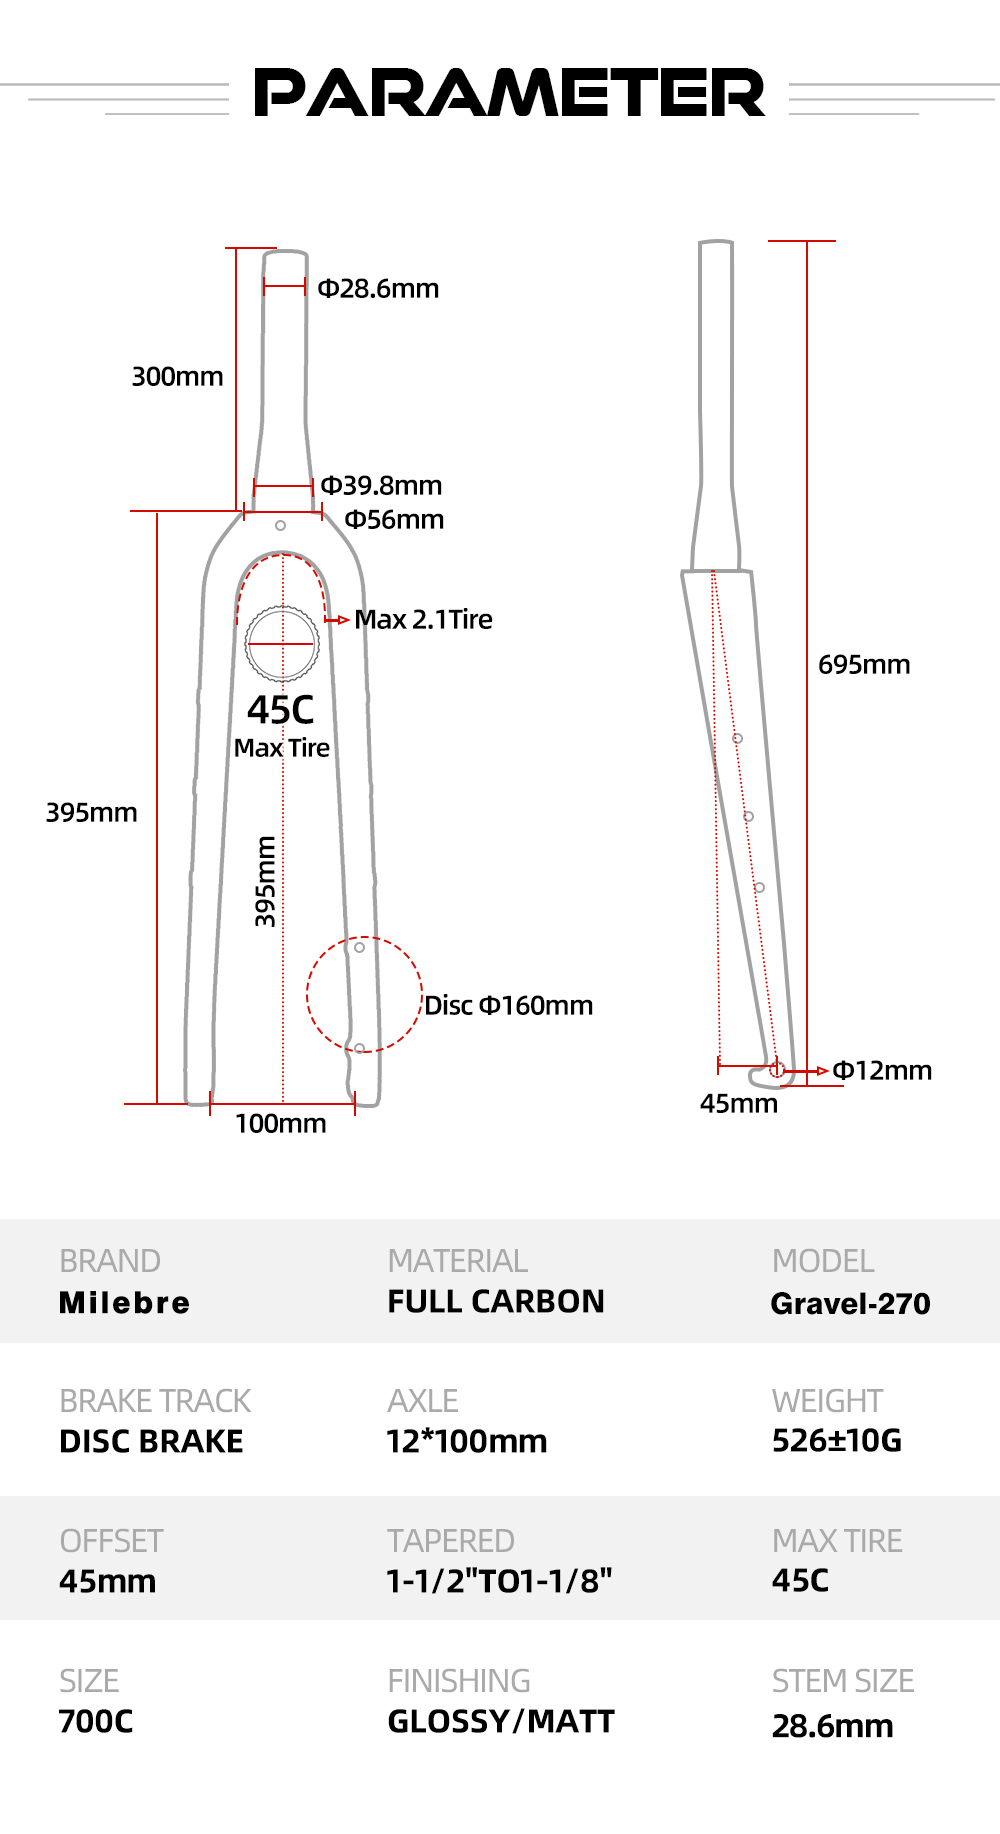 PARAMETER
Φ28.6mm
300mm
Φ39.8mm
Φ56mm
Max 2.1Tire
45C
Max Tire
395mm
395mm
Disc Φ160mm
100mm
695mm
Φ12mm
45mm
BRAND
MATERIAL
MODEL
Milebre
FULL CARBON
Gravel-270
BRAKE TRACK
AXLE
WEIGHT
DISC BRAKE
12*100mm
526±10G
OFFSET
TAPERED
MAX TIRE
45mm
1-1/2"TO1-1/8"
45C
SIZE
FINISHING
STEM SIZE
700C
GLOSSY/MATT
28.6mm